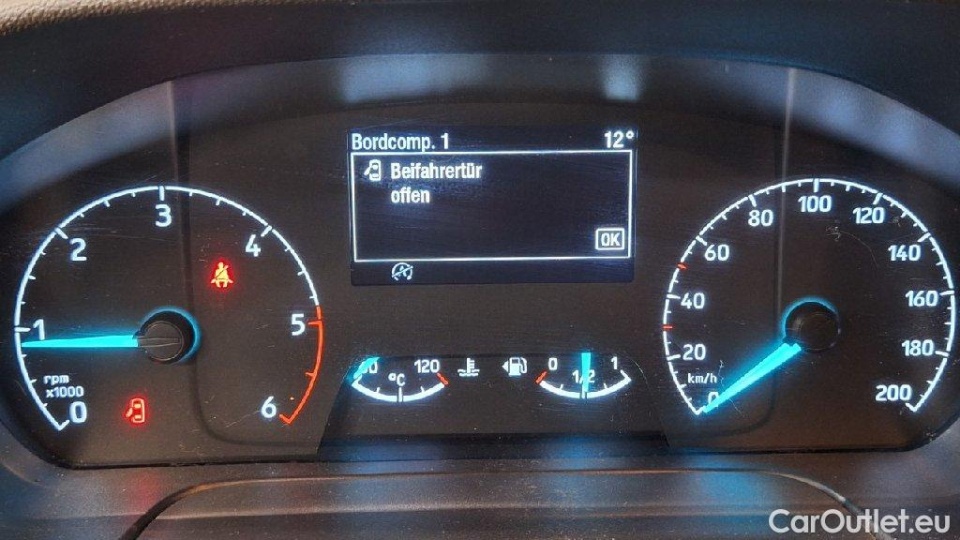 Bordcomp. 1 12°
Beifahrertür
offen
OK
0 1 2 3 4 5 6
rpm
x1000
120
°C
0 1/2 1
0 20 40 60 80 100 120 140 160 180 200
km/h
CarOutlet.eu